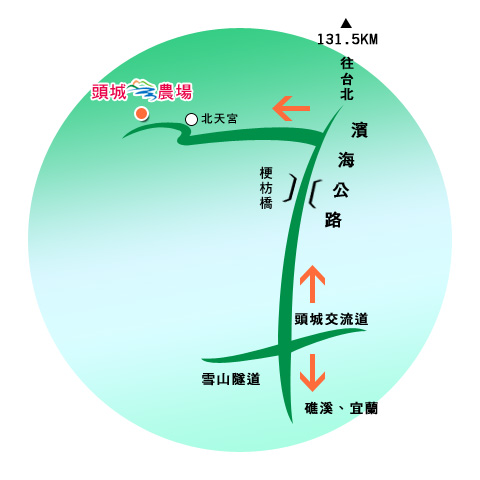 ▲
131.5KM
往台北
頭城農場
北天宮
濱海公路
梗枋橋
頭城交流道
雪山隧道
礁溪、宜蘭